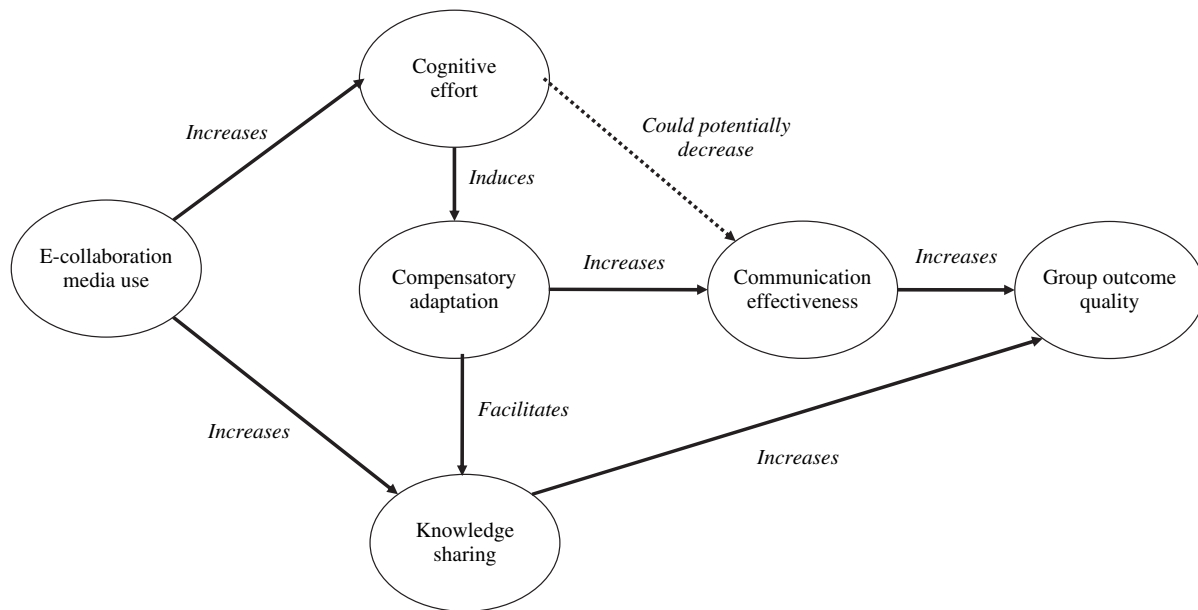 Cognitive
effort
Increases
Could potentially
decrease
Induces
E-collaboration
media use
Compensatory
adaptation
Increases
Communication
effectiveness
Increases
Group outcome
quality
Facilitates
Increases
Increases
Knowledge
sharing